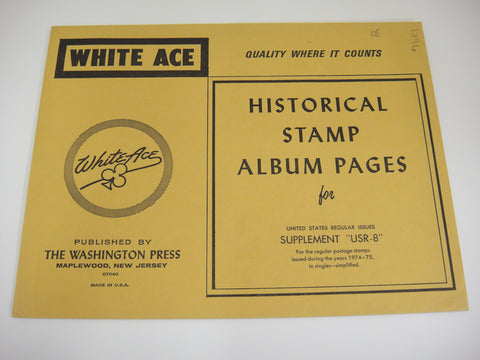 WHITE ACE
QUALITY WHERE IT COUNTS
White Ace
PUBLISHED BY
THE WASHINGTON PRESS
MAPLEWOOD, NEW JERSEY
07040
MADE IN U.S.A.
HISTORICAL
STAMP
ALBUM PAGES
for
UNITED STATES REGULAR ISSUES
SUPPLEMENT "USR-8"
For the regular postage stamps
issued during the years 1974-75,
in singles—simplified.